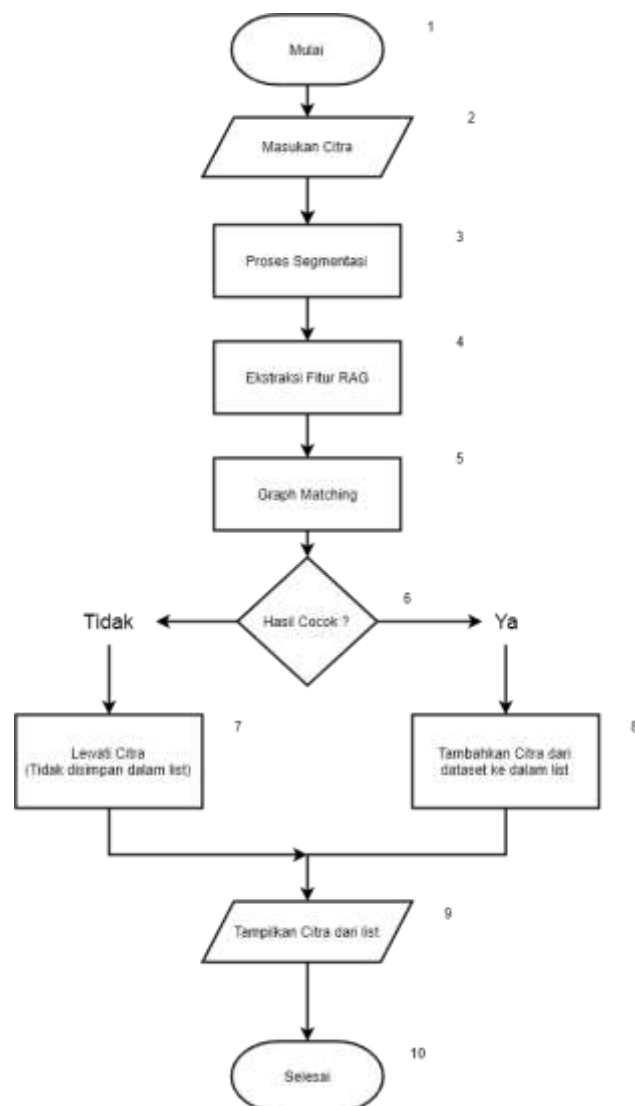 1
Mulai
2
Masukan Citra
3
Proses Segmentasi
4
Ekstraksi Fitur RAG
5
Graph Matching
6
Hasil Cocok ?
Tidak
Ya
7
Lewati Citra
(Tidak disimpan dalam list)
8
Tambahkan Citra dari
dataset ke dalam list
9
Tampilkan Citra dari list
10
Selesai